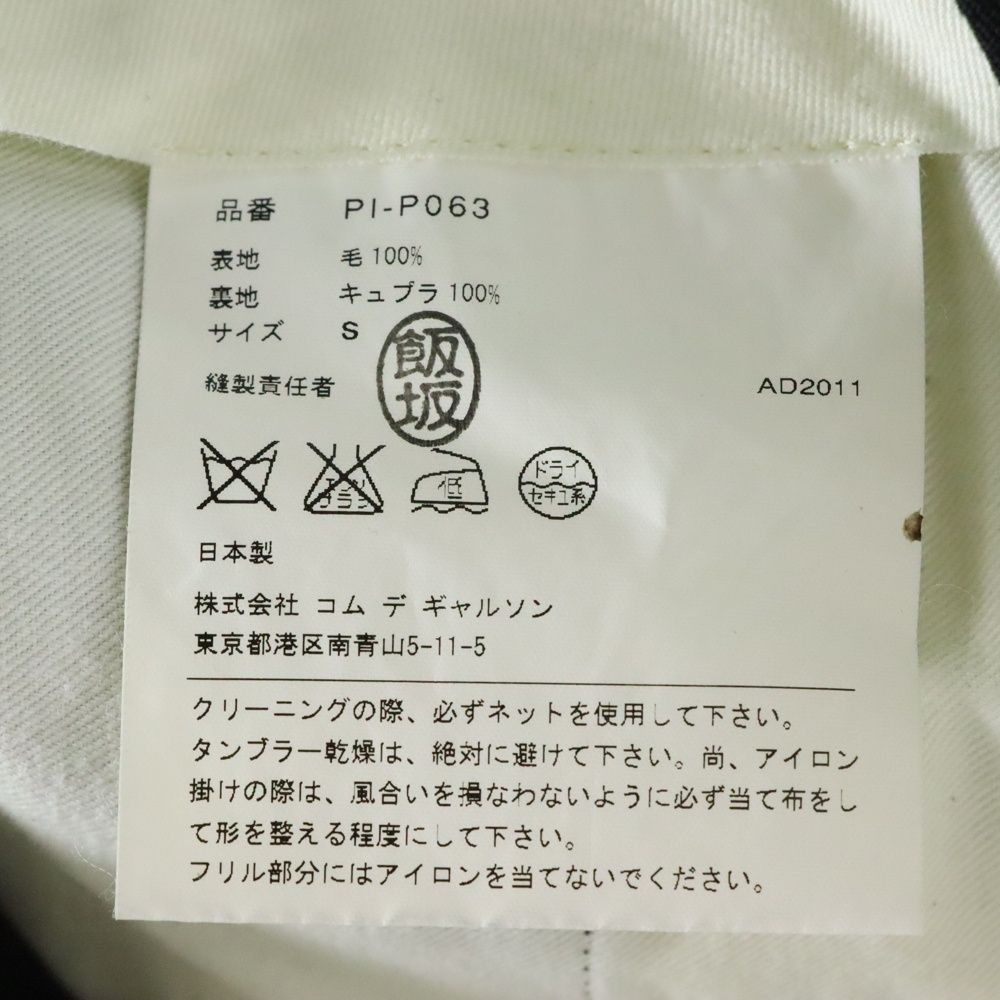 品番 PI-P063
表地 毛 100%
裏地 キュプラ 100%
サイズ S
飯坂
縫製責任者 AD2011
エンソ
サラシ
低
ドライ
セキユ系
日本製
株式会社 コム デ ギャルソン
東京都港区南青山5-11-5
クリーニングの際、必ずネットを使用して下さい。
タンブラー乾燥は、絶対に避けて下さい。尚、アイロン
掛けの際は、風合いを損なわないように必ず当て布をし
て形を整える程度にして下さい。
フリル部分にはアイロンを当てないでください。